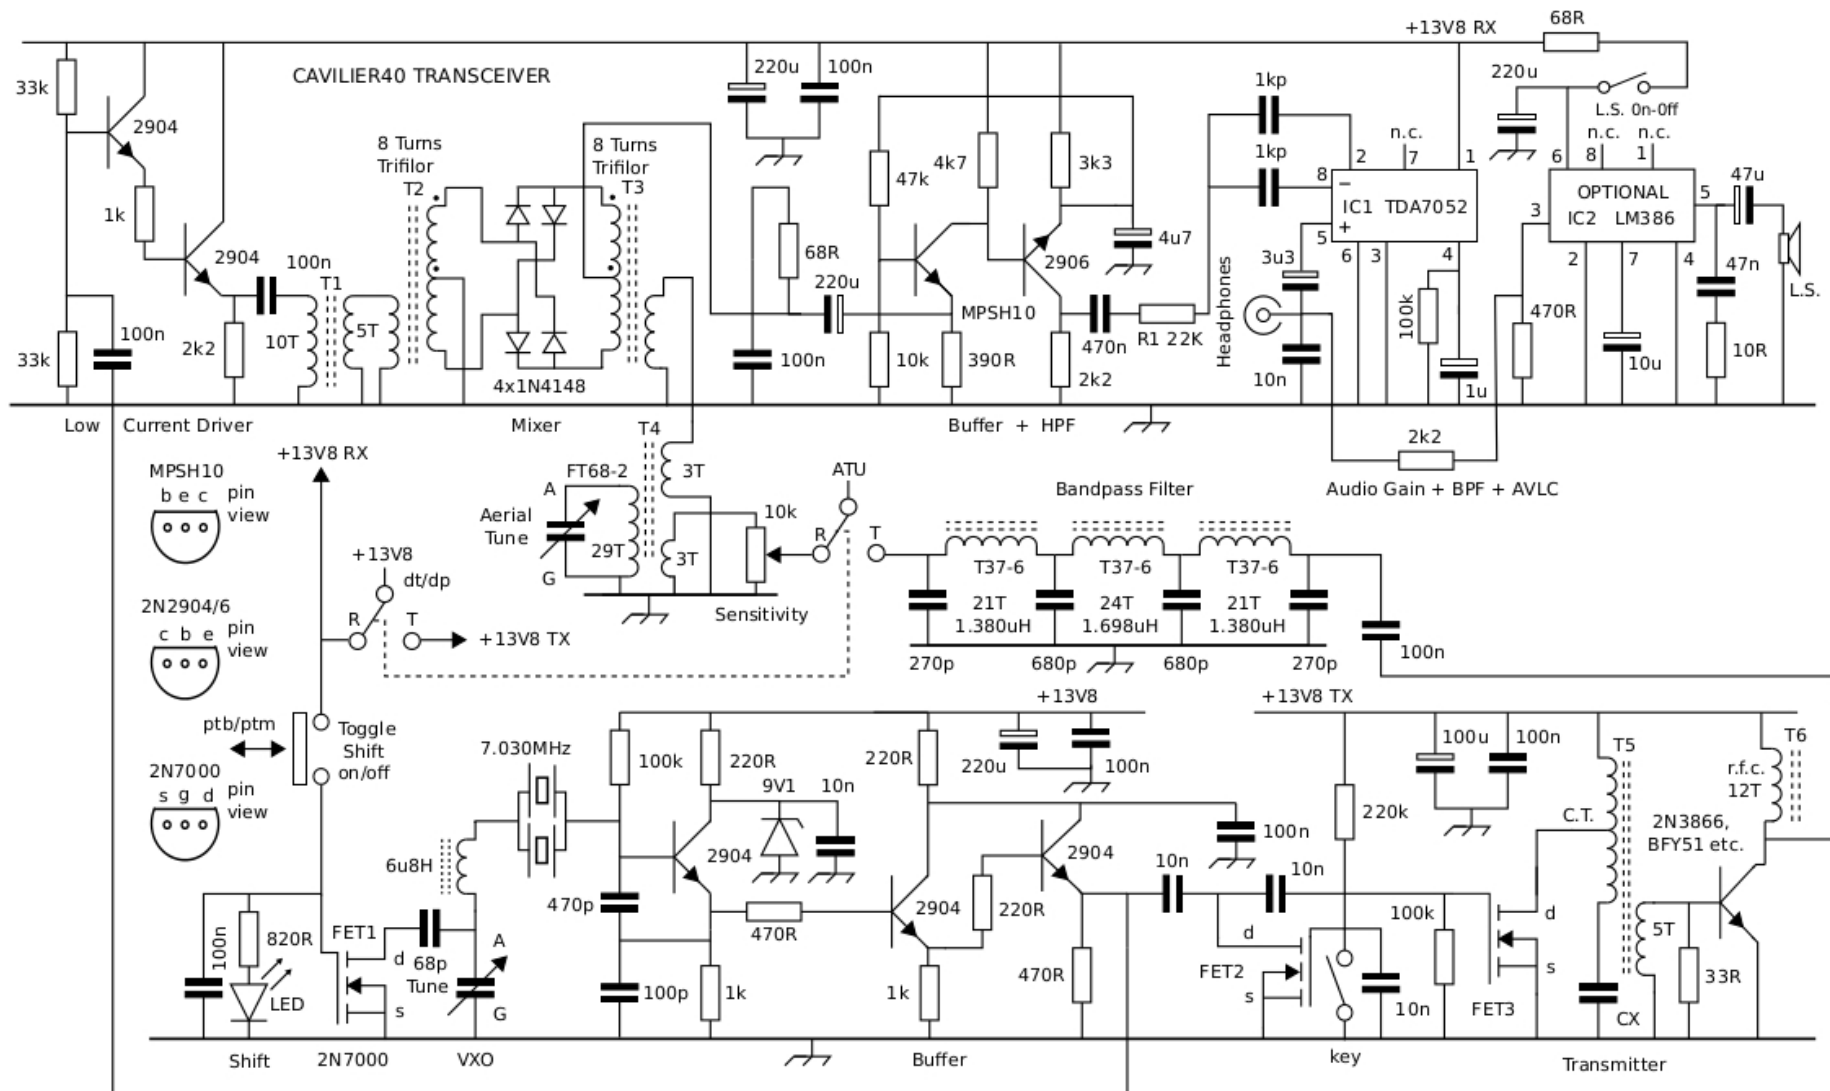 +13V8 RX
68R
33k
CAVILIER40 TRANSCEIVER
220u
100n
1kp
220u
L.S. 0n-0ff
2904
8 Turns
Trifilor
T2
8 Turns
Trifilor
T3
47k
4k7
3k3
1kp
n.c.
2
7
1
8
−
IC1 TDA7052
+
5
6
3
4
n.c.
n.c.
6
8
1
OPTIONAL
IC2 LM386
3
5
2
7
4
47u
1k
2904
100n
T1
68R
220u
2906
4u7
3u3
MPSH10
Headphones
100k
470R
47n
L.S.
33k
100n
2k2
10T
5T
4x1N4148
100n
10k
390R
470n
2k2
R1 22K
10n
1u
10u
10R
Low
Current Driver
Mixer
T4
Buffer + HPF
2k2
Audio Gain + BPF + AVLC
+13V8 RX
MPSH10
b e c
pin
view
FT68-2
A
Aerial
Tune
29T
G
3T
3T
10k
Sensitivity
ATU
R
T
Bandpass Filter
T37-6
21T
1.380uH
T37-6
24T
1.698uH
T37-6
21T
1.380uH
270p
680p
680p
270p
100n
+13V8
dt/dp
R
T
+13V8 TX
2N2904/6
c b e
pin
view
ptb/ptm
Toggle
Shift
on/off
2N7000
s g d
pin
view
7.030MHz
+13V8
100k
220R
9V1
10n
220R
220u
100n
+13V8 TX
220k
100u
100n
T5
T6
r.f.c.
12T
C.T.
2N3866,
BFY51 etc.
6u8H
2904
2904
2904
100n
10n
10n
470p
470R
220R
100k
100n
820R
LED
FET1
d
s
68p
Tune
A
G
100p
1k
1k
470R
d
FET2
s
10n
d
FET3
s
5T
33R
CX
Shift
2N7000
VXO
Buffer
key
Transmitter